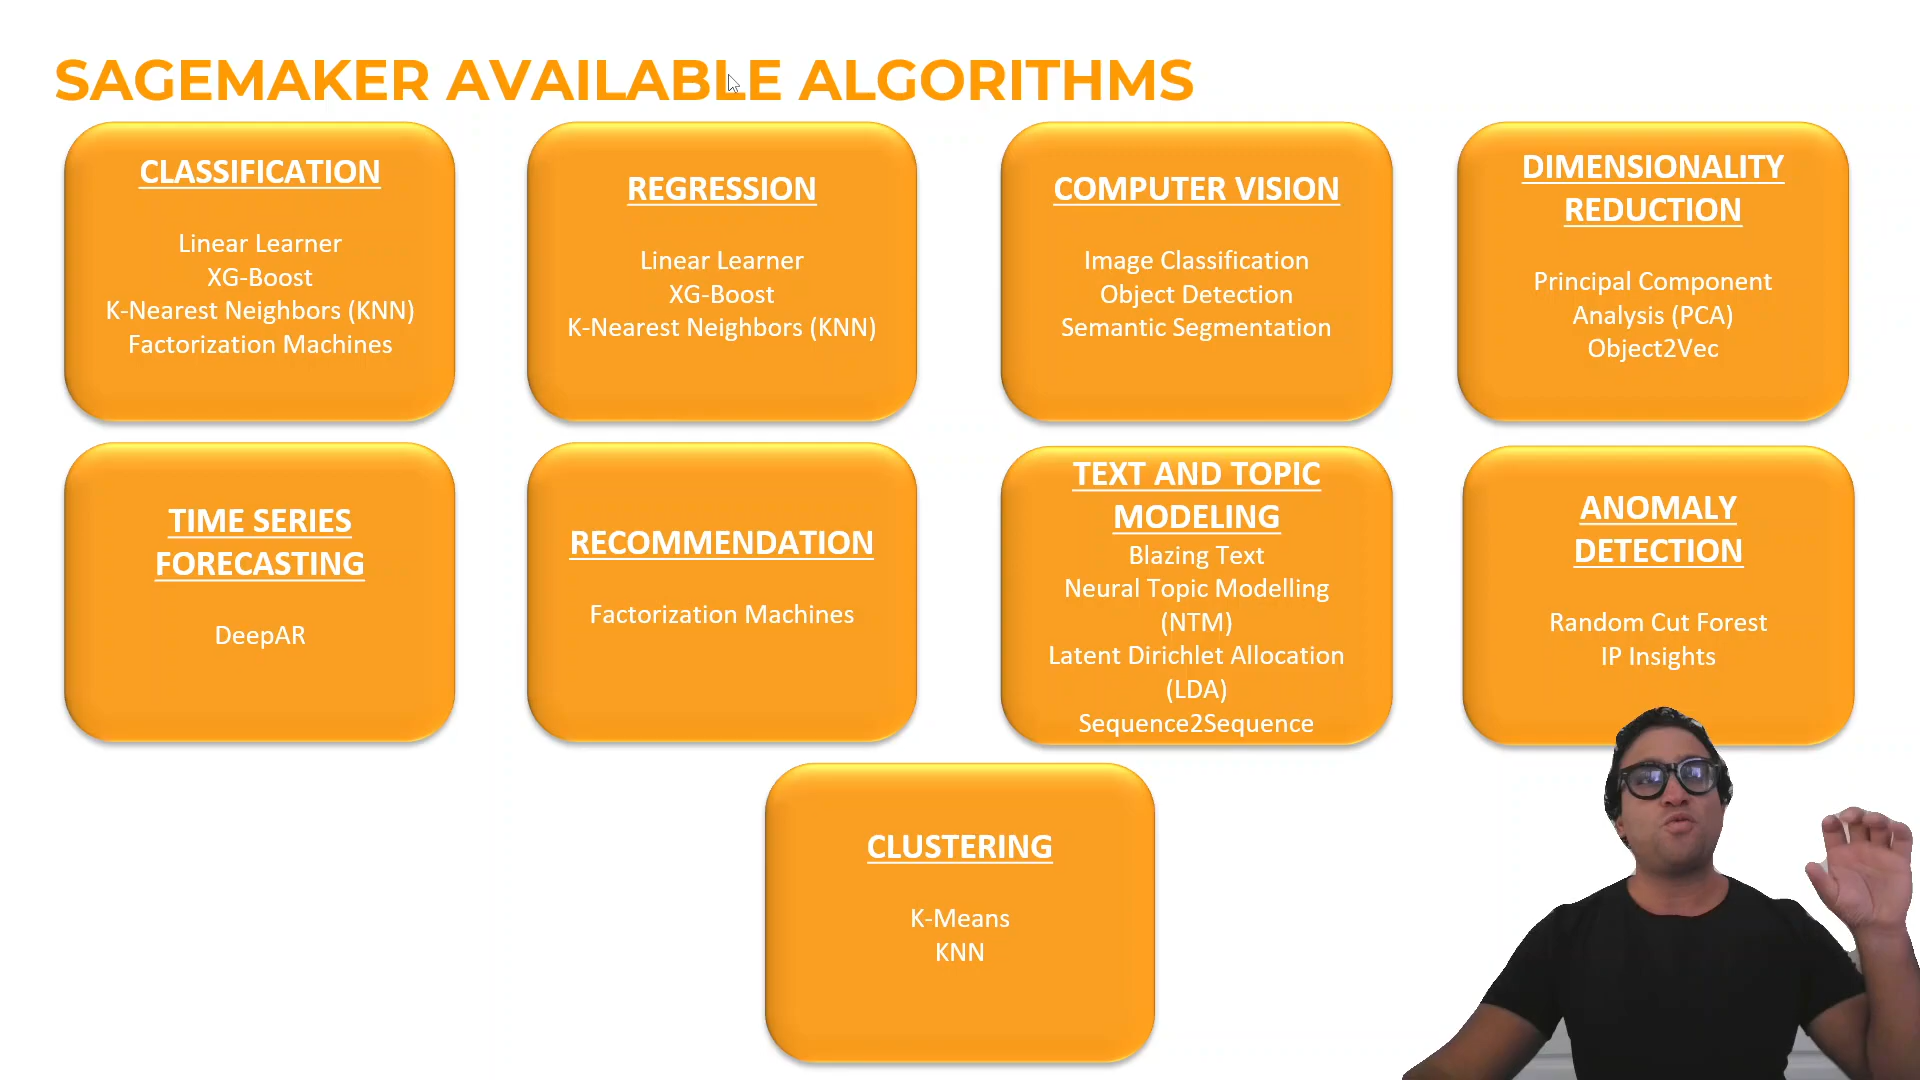 SAGEMAKER AVAILABLE ALGORITHMS
CLASSIFICATION
Linear Learner
XG-Boost
K-Nearest Neighbors (KNN)
Factorization Machines
REGRESSION
Linear Learner
XG-Boost
K-Nearest Neighbors (KNN)
COMPUTER VISION
Image Classification
Object Detection
Semantic Segmentation
DIMENSIONALITY
REDUCTION
Principal Component
Analysis (PCA)
Object2Vec
TIME SERIES
FORECASTING
DeepAR
RECOMMENDATION
Factorization Machines
TEXT AND TOPIC
MODELING
Blazing Text
Neural Topic Modelling
(NTM)
Latent Dirichlet Allocation
(LDA)
Sequence2Sequence
ANOMALY
DETECTION
Random Cut Forest
IP Insights
CLUSTERING
K-Means
KNN